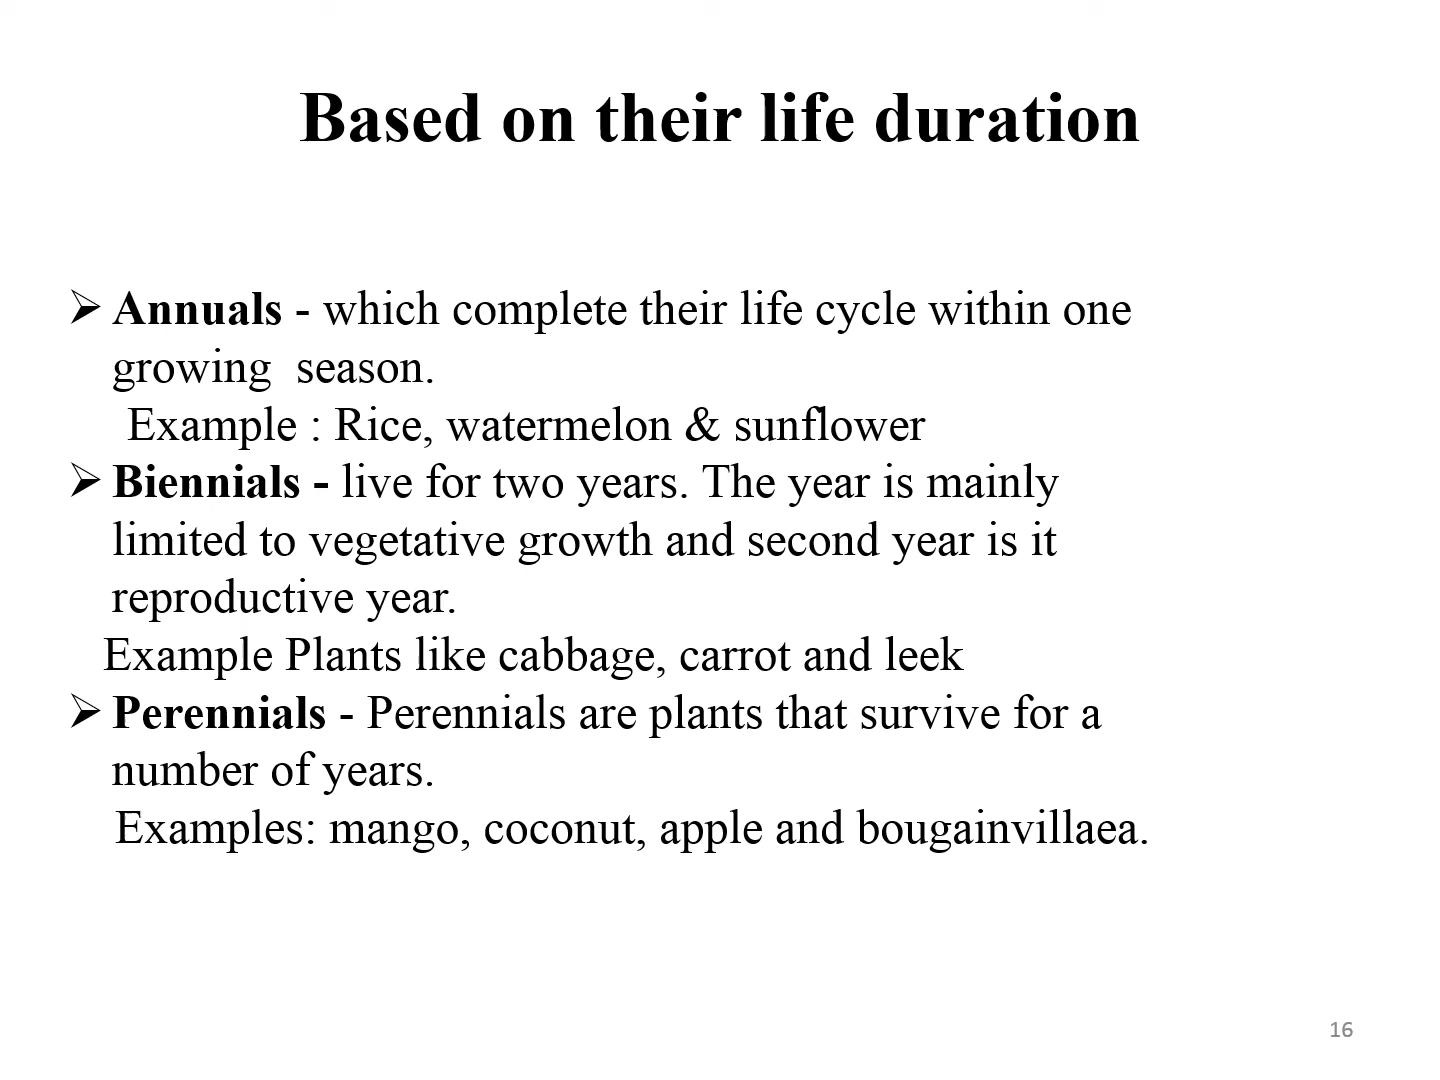 Based on their life duration
➢ Annuals - which complete their life cycle within one
growing  season.
Example : Rice, watermelon & sunflower
➢ Biennials - live for two years. The year is mainly
limited to vegetative growth and second year is it
reproductive year.
Example Plants like cabbage, carrot and leek
➢ Perennials - Perennials are plants that survive for a
number of years.
Examples: mango, coconut, apple and bougainvillaea.
16